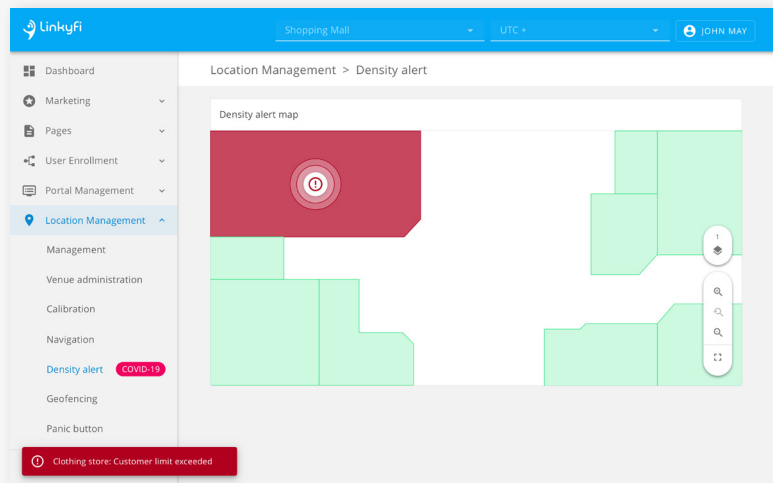 linkyfi
Shopping Mall
UTC +
JOHN MAY
Dashboard
Marketing
Pages
User Enrollment
Portal Management
Location Management
Management
Venue administration
Calibration
Navigation
Density alert COVID-19
Geofencing
Panic button
Location Management > Density alert
Density alert map
1
Clothing store: Customer limit exceeded